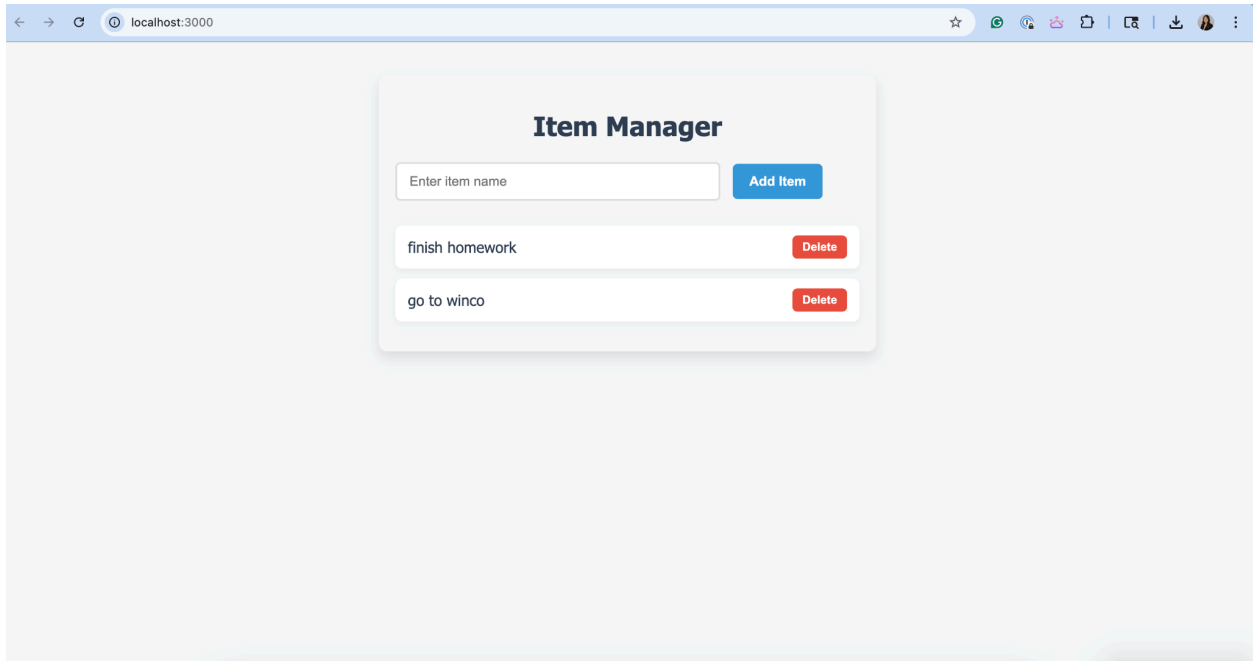 localhost:3000
Item Manager
Enter item name
Add Item
finish homework
Delete
go to winco
Delete